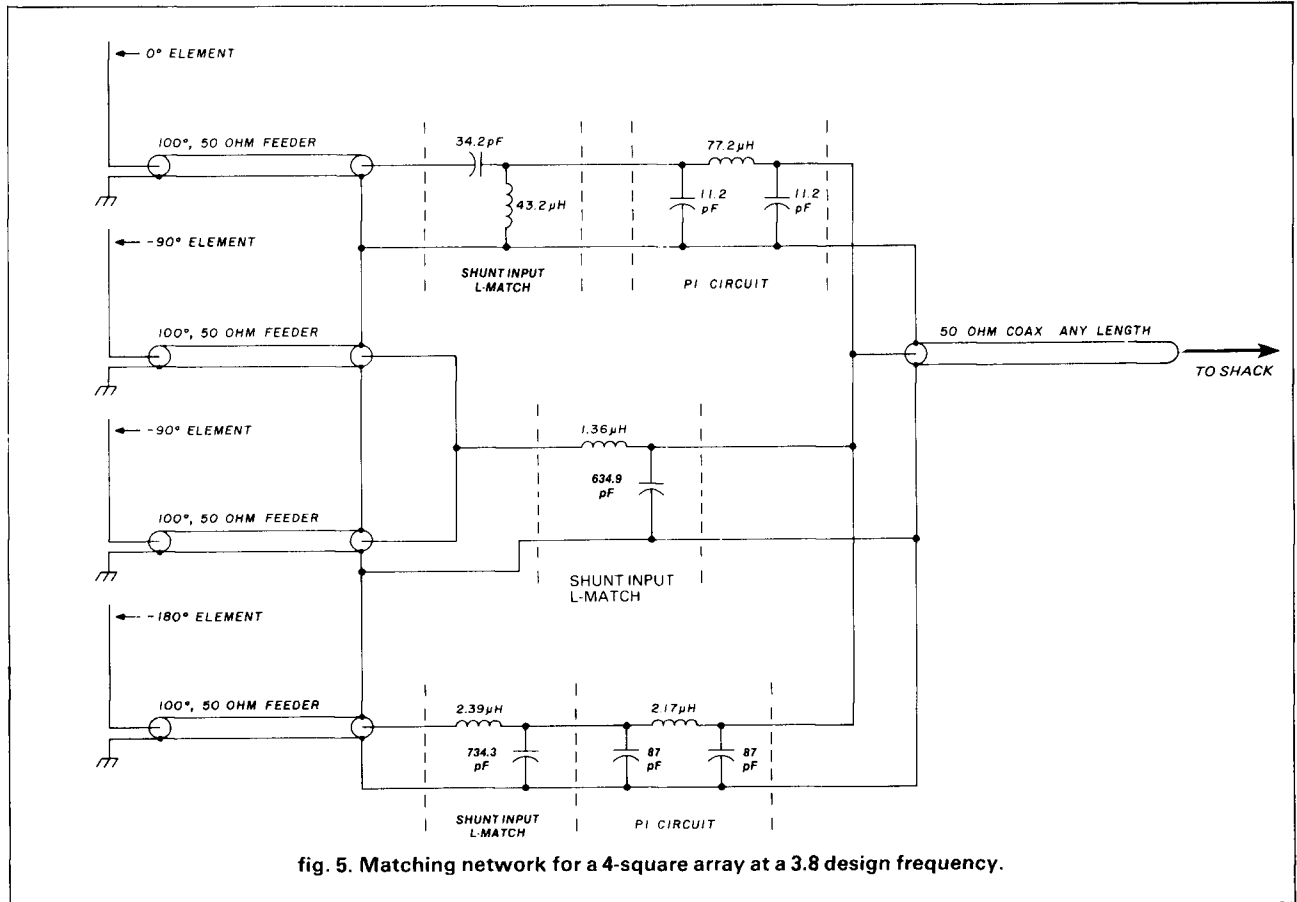 0° ELEMENT
100°, 50 OHM FEEDER
34.2pF
43.2µH
SHUNT INPUT
L-MATCH
77.2µH
11.2
pF
11.2
pF
PI CIRCUIT
-90° ELEMENT
100°, 50 OHM FEEDER
50 OHM COAX ANY LENGTH
TO SHACK
-90° ELEMENT
100°, 50 OHM FEEDER
1.36µH
634.9
pF
SHUNT INPUT
L-MATCH
-180° ELEMENT
100°, 50 OHM FEEDER
2.39µH
734.3
pF
SHUNT INPUT
L-MATCH
2.17µH
87
pF
87
pF
PI CIRCUIT
fig. 5. Matching network for a 4-square array at a 3.8 design frequency.